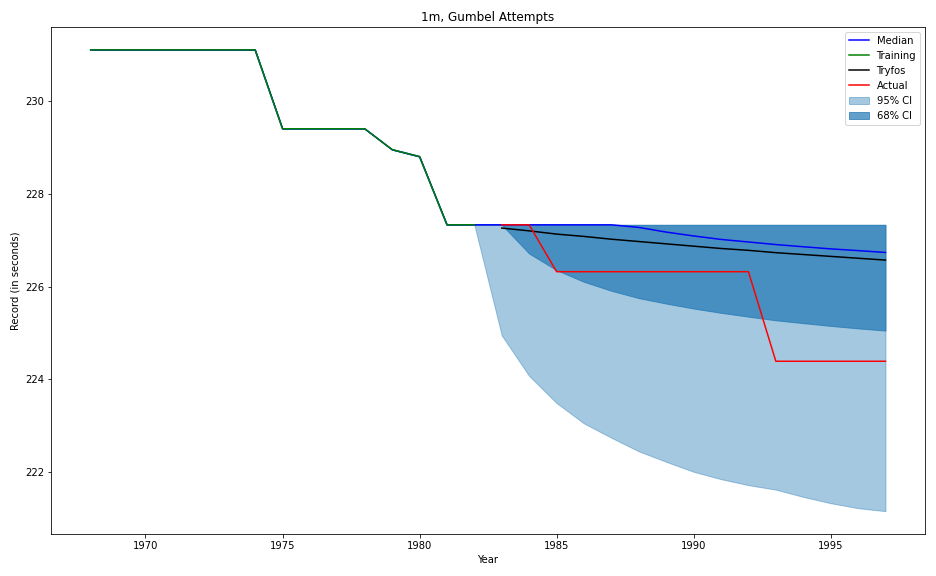 1m, Gumbel Attempts
Median
Training
Tryfos
Actual
95% CI
68% CI
Record (in seconds)
230
228
226
224
222
1970
1975
1980
1985
1990
1995
Year